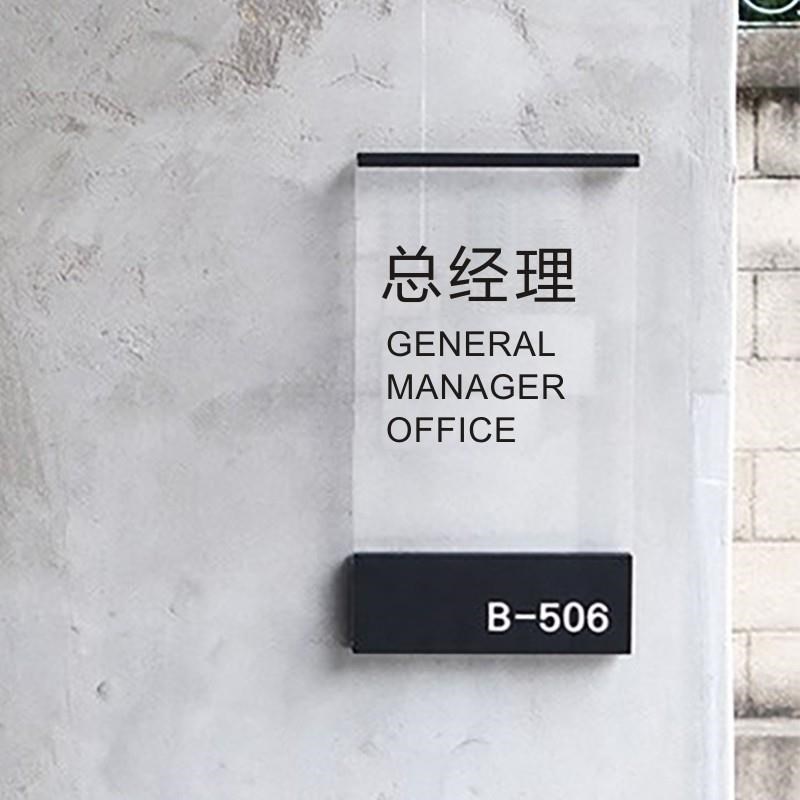 总经理
GENERAL
MANAGER
OFFICE
B-506